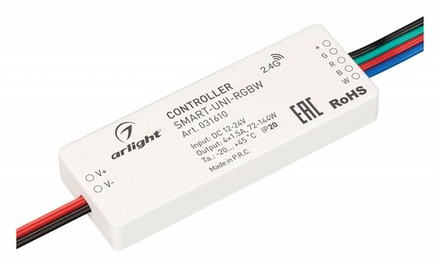 arlight
CONTROLLER
SMART-UNI-RGBW
Art. 031610
Input: DC 12-24V
Output: 4x1.5A, 72-144W
Ta.: -20...+45 °C IP20
Made in P.R.C.
2.4G
EAC
RoHS
V+
V-
+
G
R
B
W